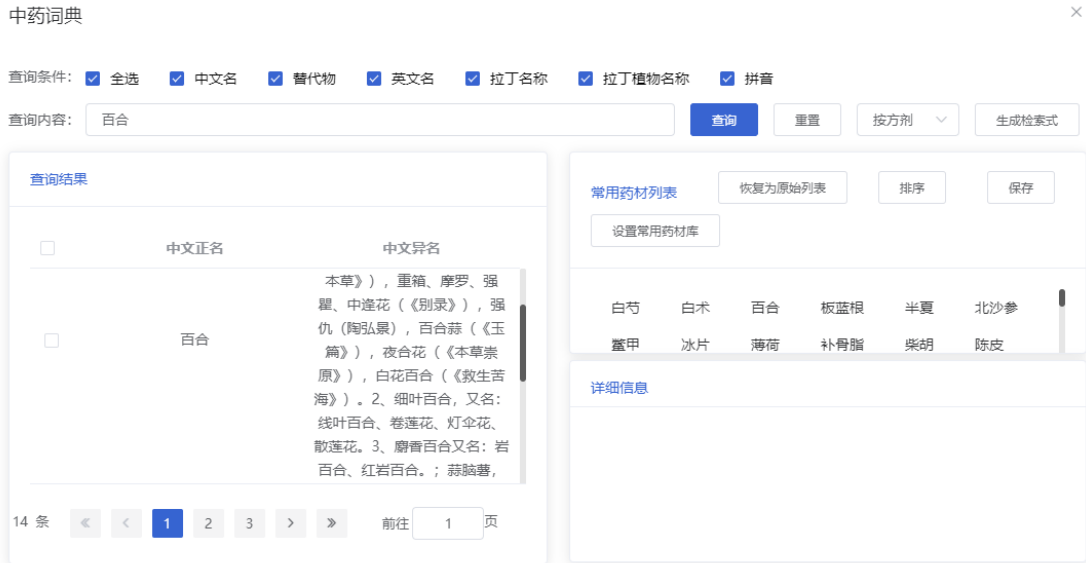 中药词典
查询条件： 全选 中文名 替代物 英文名 拉丁名称 拉丁植物名称 拼音
查询内容： 百合 查询 重置 按方剂 生成检索式
查询结果
中文正名 中文异名
百合
本草》），重箱、摩罗、强
瞿、中逢花（《别录》），强
仇（陶弘景），百合蒜（《玉
篇》），夜合花（《本草崇
原》），白花百合（《救生苦
海》）。2、细叶百合，又名：
线叶百合、卷莲花、灯伞花、
散莲花。3、麝香百合又名：岩
百合、红岩百合。；蒜脑薯，
14 条 1 2 3 前往 1 页
常用药材列表 恢复为原始列表 排序 保存
设置常用药材库
白芍 白术 百合 板蓝根 半夏 北沙参
鳖甲 冰片 薄荷 补骨脂 柴胡 陈皮
详细信息